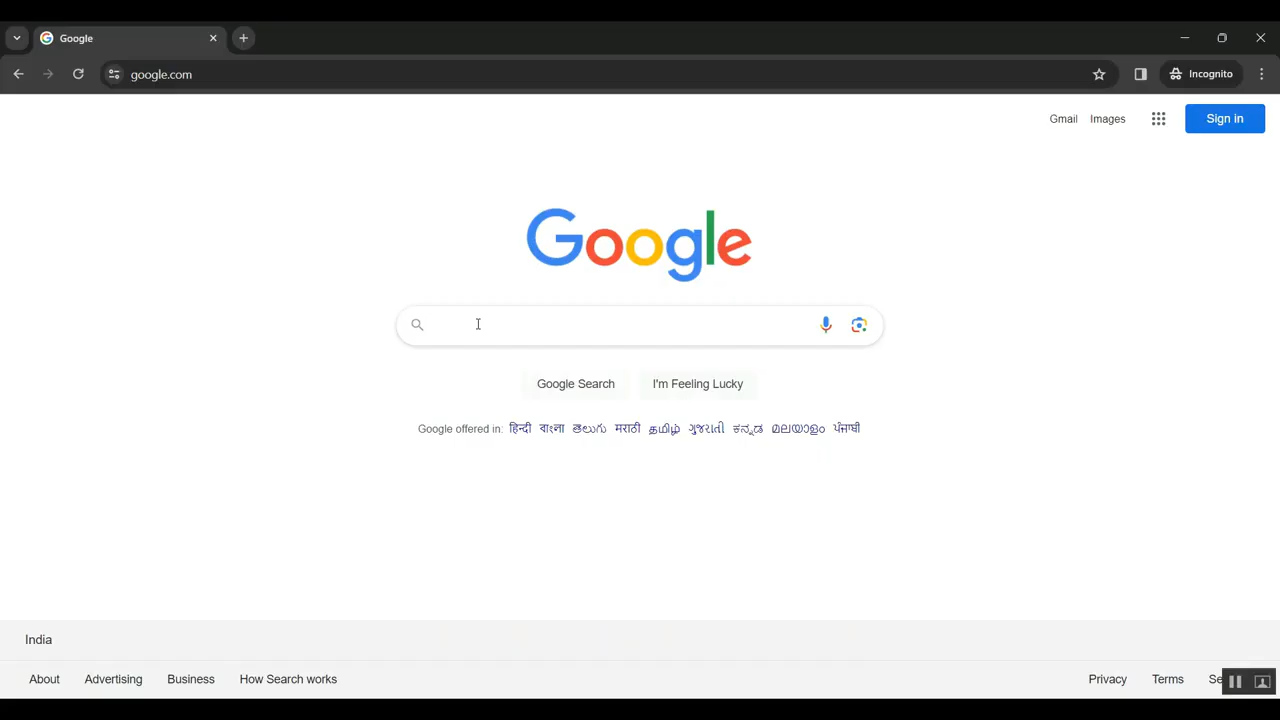 Google
google.com
Incognito
Gmail Images Sign in
Google
Google Search I'm Feeling Lucky
Google offered in: हिन्दी বাংলা తెలుగు मराठी தமிழ் ગુજરાતી ಕನ್ನಡ മലയാളം ਪੰਜਾਬੀ
India
About Advertising Business How Search works Privacy Terms Se